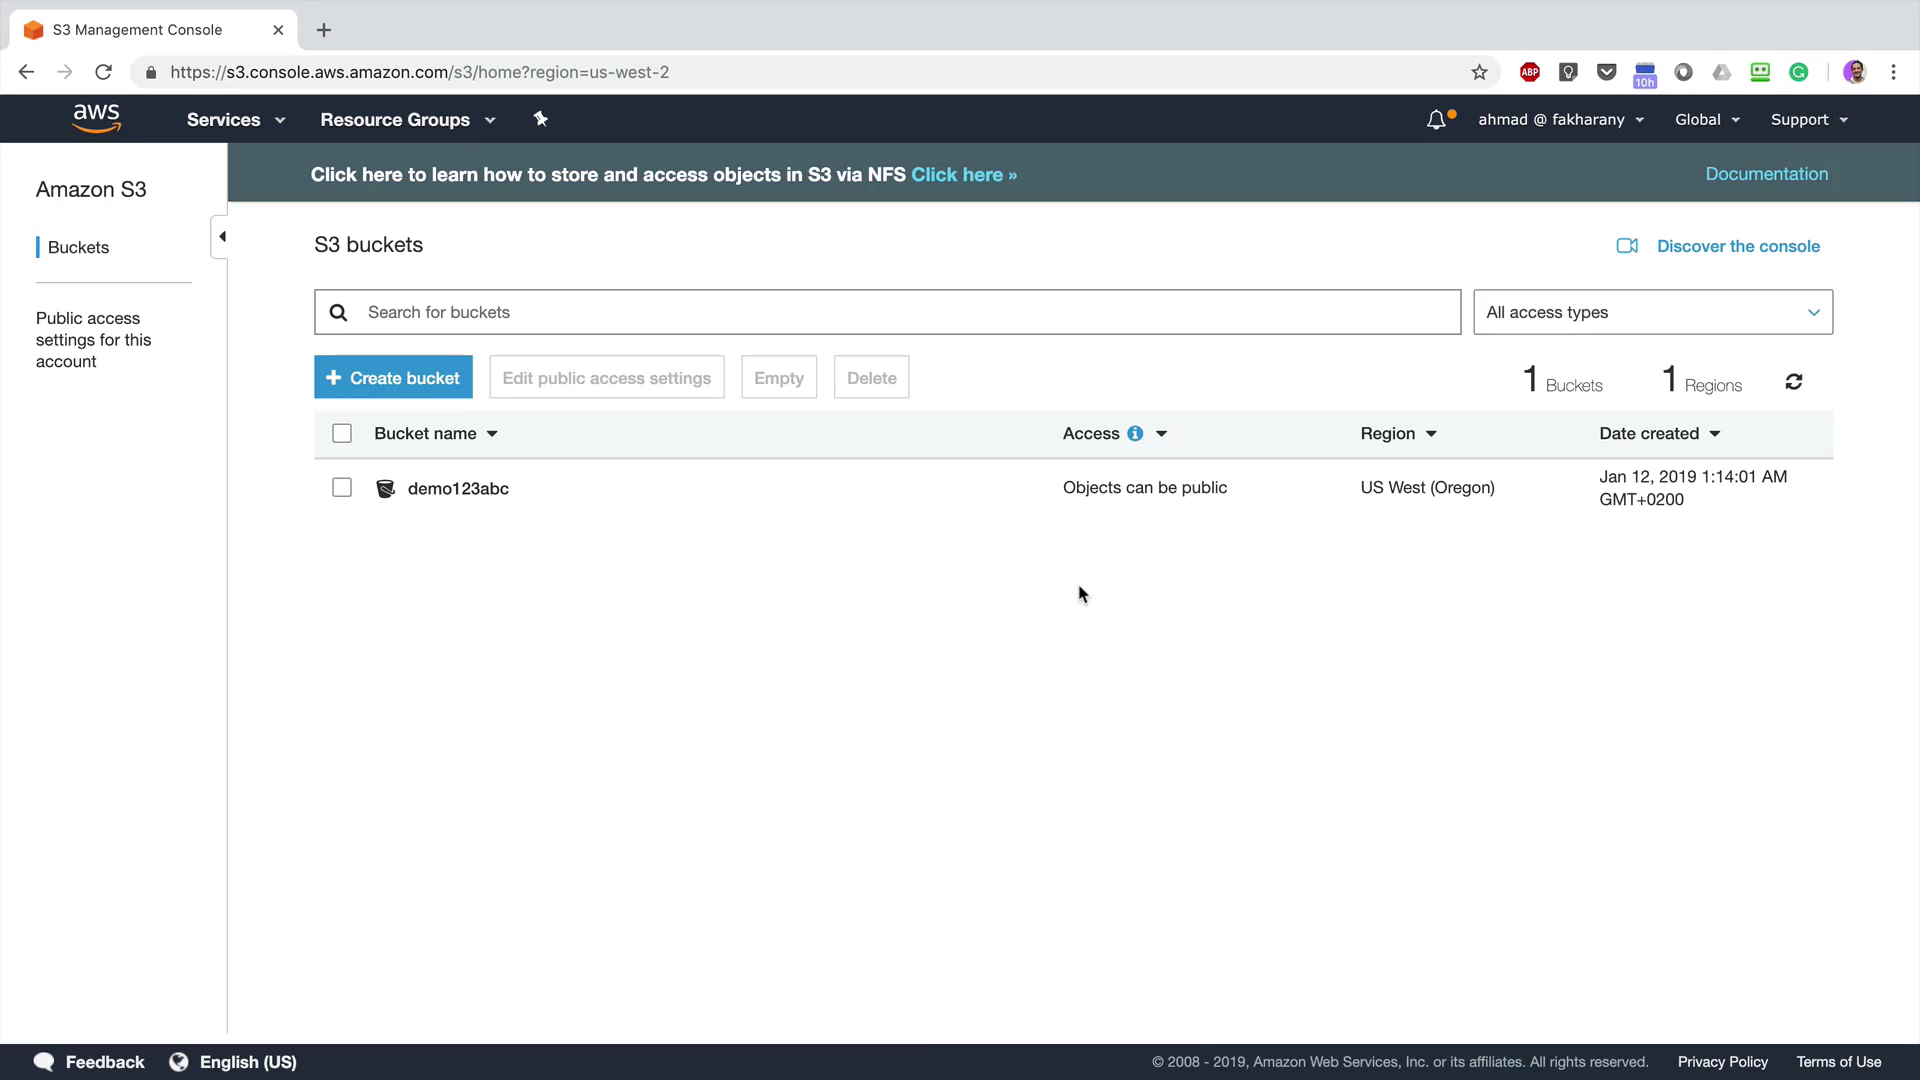 S3 Management Console
https://s3.console.aws.amazon.com/s3/home?region=us-west-2
ABP
10h
aws
Services
Resource Groups
ahmad @ fakharany
Global
Support
Amazon S3
Buckets
Public access
settings for this
account
Click here to learn how to store and access objects in S3 via NFS Click here »
Documentation
S3 buckets
Discover the console
Search for buckets
All access types
Create bucket
Edit public access settings
Empty
Delete
1 Buckets
1 Regions
Bucket name
Access
Region
Date created
demo123abc
Objects can be public
US West (Oregon)
Jan 12, 2019 1:14:01 AM
GMT+0200
Feedback
English (US)
© 2008 - 2019, Amazon Web Services, Inc. or its affiliates. All rights reserved.
Privacy Policy
Terms of Use